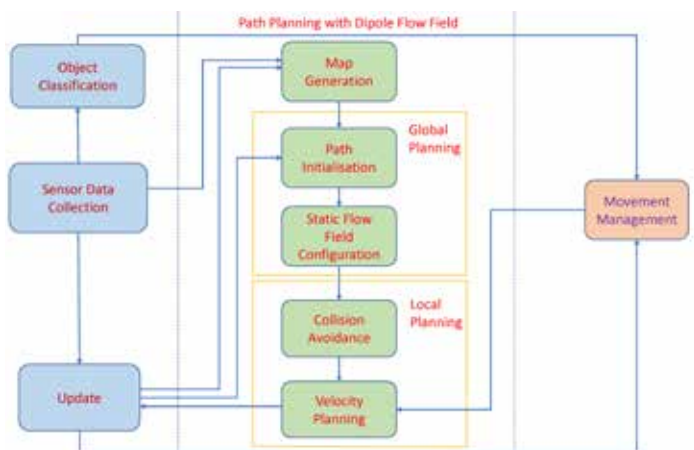 Path Planning with Dipole Flow Field
Object
Classification
Map
Generation
Global
Planning
Path
Initialisation
Sensor Data
Collection
Movement
Management
Static Flow
Field
Configuration
Local
Planning
Collision
Avoidance
Update
Velocity
Planning